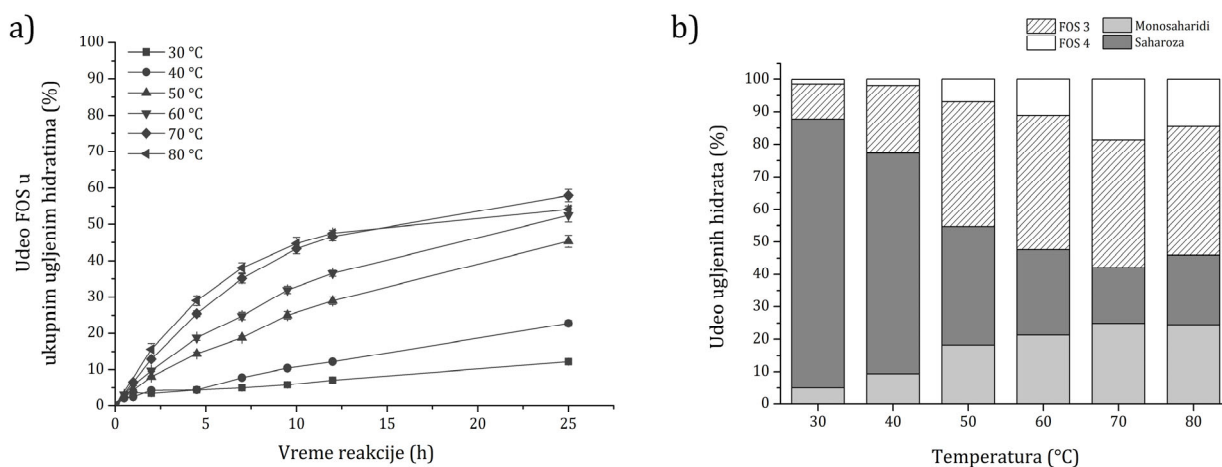 a)
100
90
80
70
60
50
40
30
20
10
0
Udeo FOS u
ukupnim ugljenim hidratima (%)
30 °C
40 °C
50 °C
60 °C
70 °C
80 °C
0
5
10
15
20
25
Vreme reakcije (h)
b)
FOS 3
Monosaharidi
FOS 4
Saharoza
100
90
80
70
60
50
40
30
20
10
0
Udeo ugljenih hidrata (%)
30
40
50
60
70
80
Temperatura (°C)